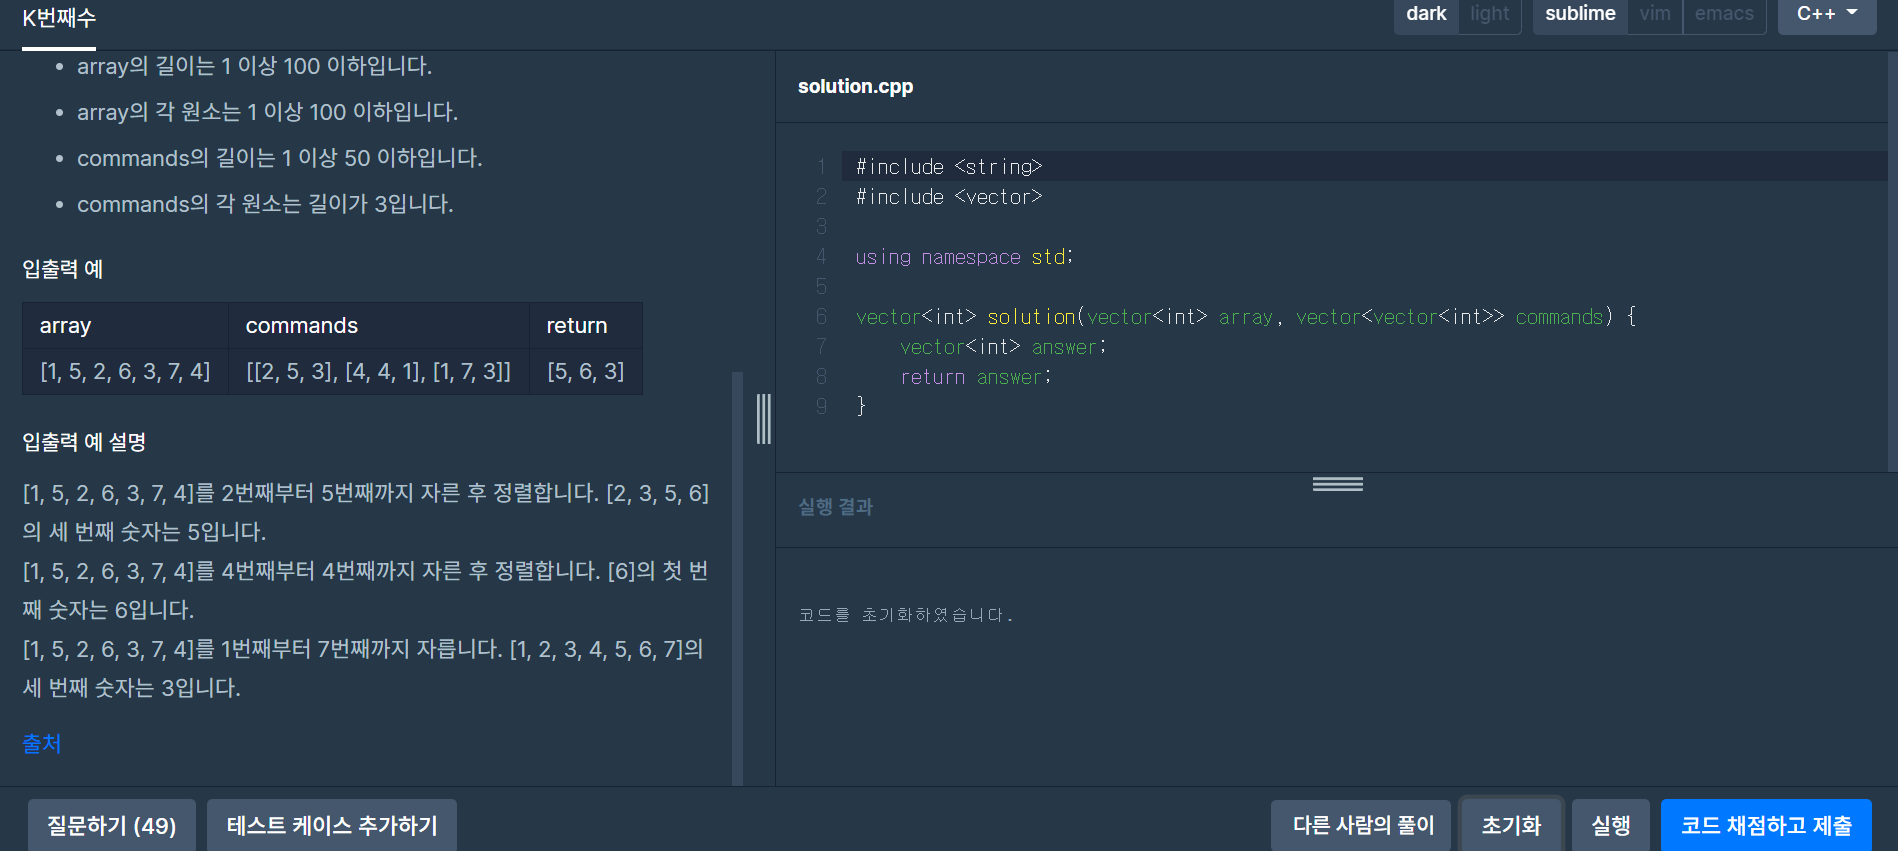 K번째수
dark light sublime vim emacs C++
array의 길이는 1 이상 100 이하입니다.
array의 각 원소는 1 이상 100 이하입니다.
commands의 길이는 1 이상 50 이하입니다.
commands의 각 원소는 길이가 3입니다.
입출력 예
array commands return
[1, 5, 2, 6, 3, 7, 4] [[2, 5, 3], [4, 4, 1], [1, 7, 3]] [5, 6, 3]
입출력 예 설명
[1, 5, 2, 6, 3, 7, 4]를 2번째부터 5번째까지 자른 후 정렬합니다. [2, 3, 5, 6]
의 세 번째 숫자는 5입니다.
[1, 5, 2, 6, 3, 7, 4]를 4번째부터 4번째까지 자른 후 정렬합니다. [6]의 첫 번
째 숫자는 6입니다.
[1, 5, 2, 6, 3, 7, 4]를 1번째부터 7번째까지 자릅니다. [1, 2, 3, 4, 5, 6, 7]의
세 번째 숫자는 3입니다.
출처
solution.cpp
1 #include <string>
2 #include <vector>
3
4 using namespace std;
5
6 vector<int> solution(vector<int> array, vector<vector<int>> commands) {
7     vector<int> answer;
8     return answer;
9 }
실행 결과
코드를 초기화하였습니다.
질문하기 (49) 테스트 케이스 추가하기 다른 사람의 풀이 초기화 실행 코드 채점하고 제출